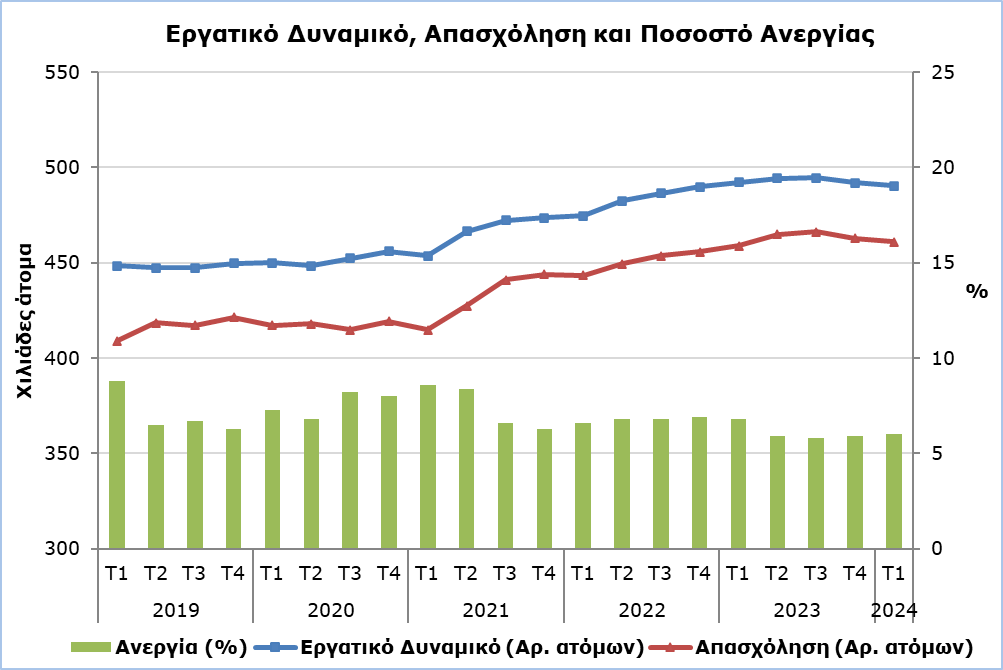 Εργατικό Δυναμικό, Απασχόληση και Ποσοστό Ανεργίας
550
500
450
400
350
300
Χιλιάδες άτομα
25
20
15
10
5
0
%
Τ1 Τ2 Τ3 Τ4 Τ1 Τ2 Τ3 Τ4 Τ1 Τ2 Τ3 Τ4 Τ1 Τ2 Τ3 Τ4 Τ1 Τ2 Τ3 Τ4 Τ1
2019 2020 2021 2022 2023 2024
Ανεργία (%) Εργατικό Δυναμικό (Αρ. ατόμων) Απασχόληση (Αρ. ατόμων)